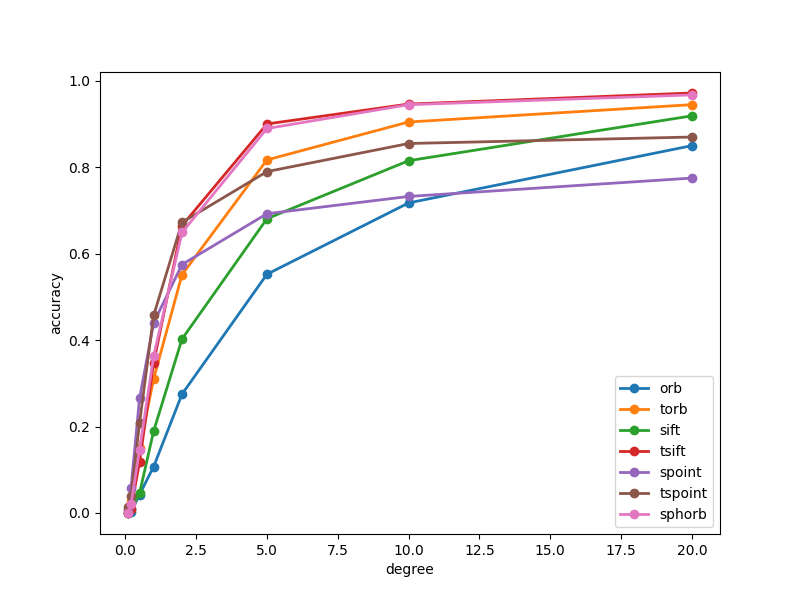 1.0
0.8
0.6
0.4
0.2
0.0
accuracy
0.0 2.5 5.0 7.5 10.0 12.5 15.0 17.5 20.0
degree
orb
torb
sift
tsift
spoint
tspoint
sphorb